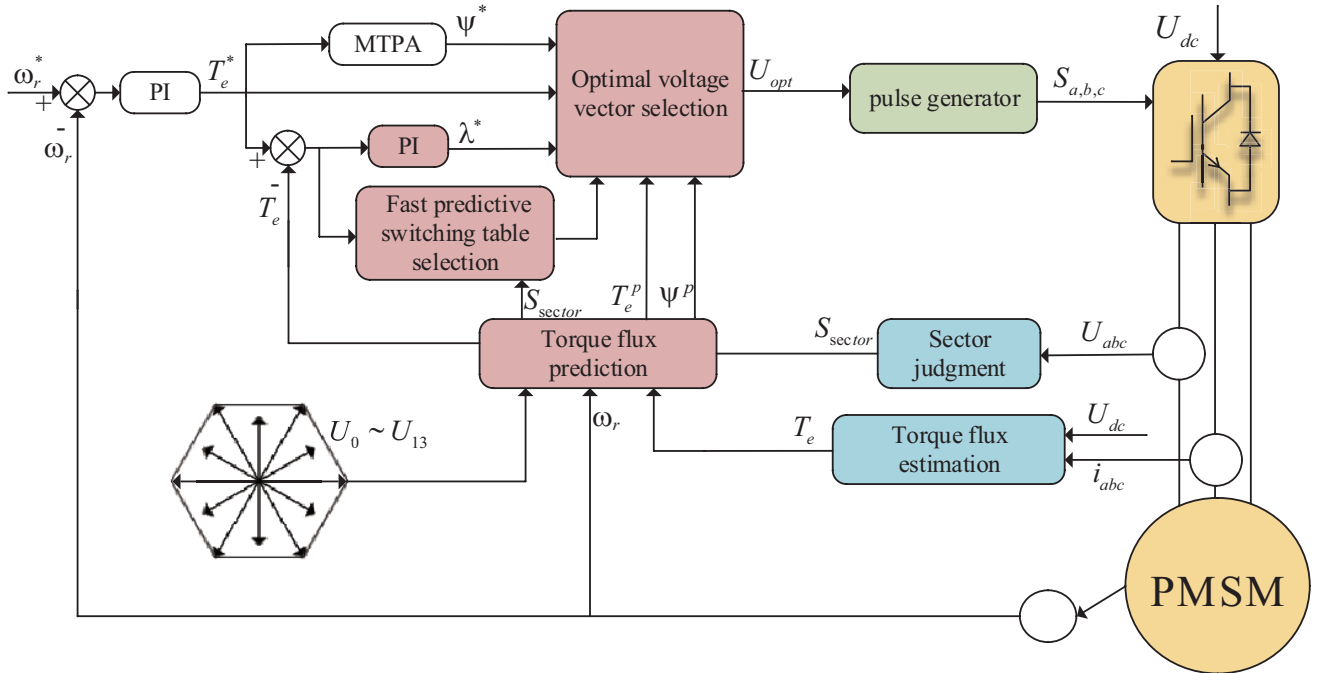 ω_r^*
+
-
ω_r
PI
T_e^*
MTPA
ψ^*
+
-
T_e
PI
λ^*
Optimal voltage
vector selection
U_opt
pulse generator
S_a,b,c
U_dc
Fast predictive
switching table
selection
S_sector
T_e^p
ψ^p
Torque flux
prediction
S_sector
Sector
judgment
U_abc
U_0 ~ U_13
ω_r
T_e
Torque flux
estimation
U_dc
i_abc
PMSM